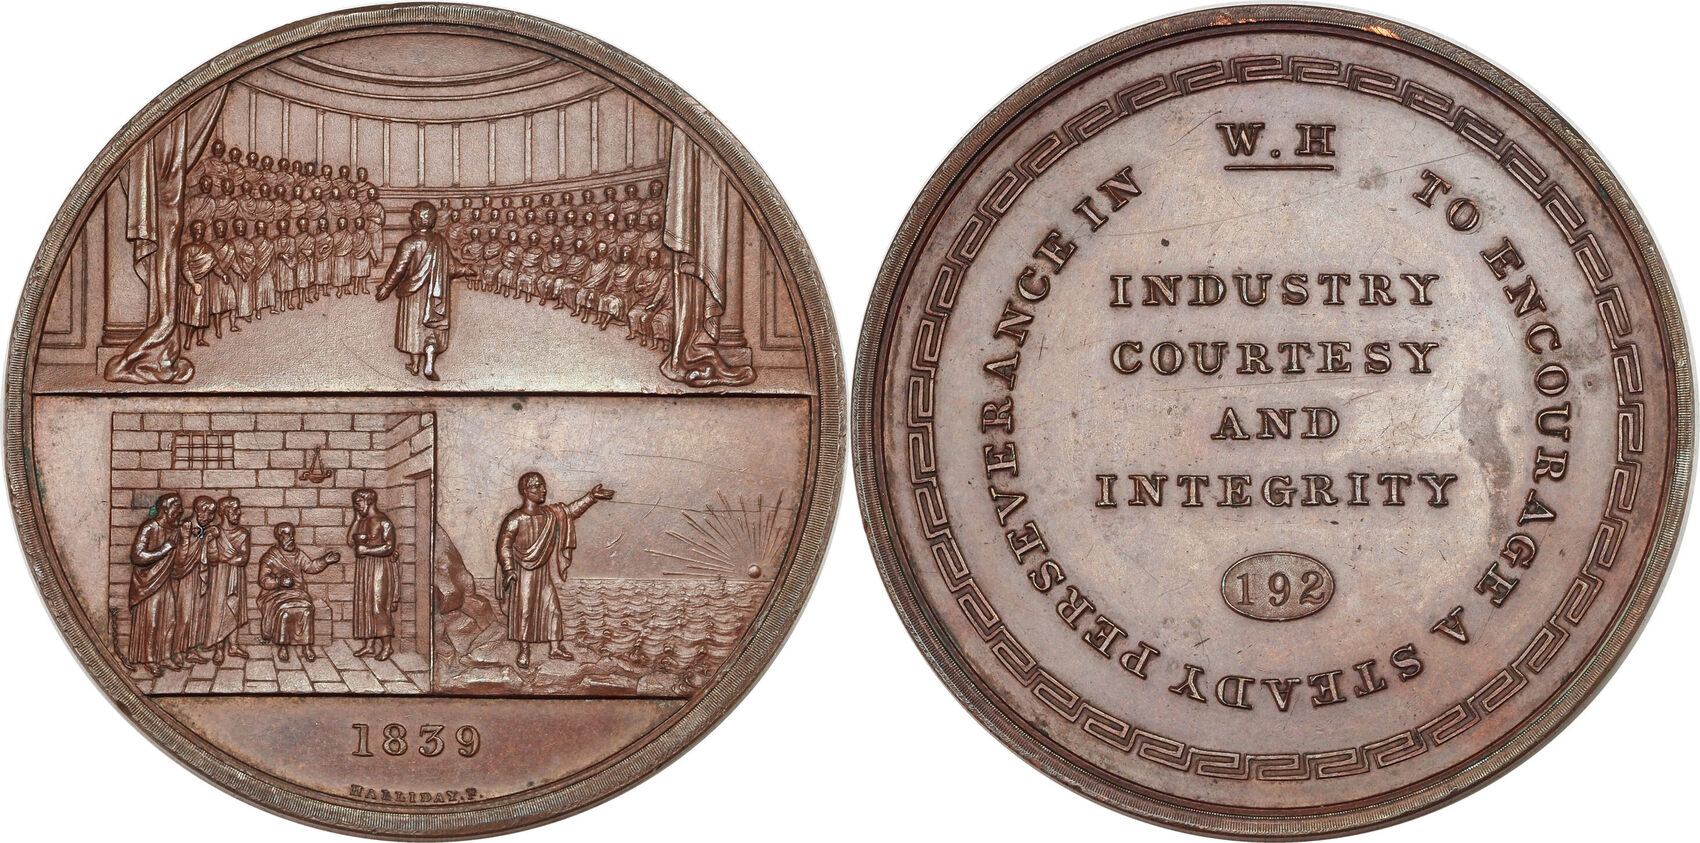 1839
HALLIDAY.F.
W.H
TO ENCOURAGE A STEADY PERSEVERANCE IN
INDUSTRY
COURTESY
AND
INTEGRITY
192